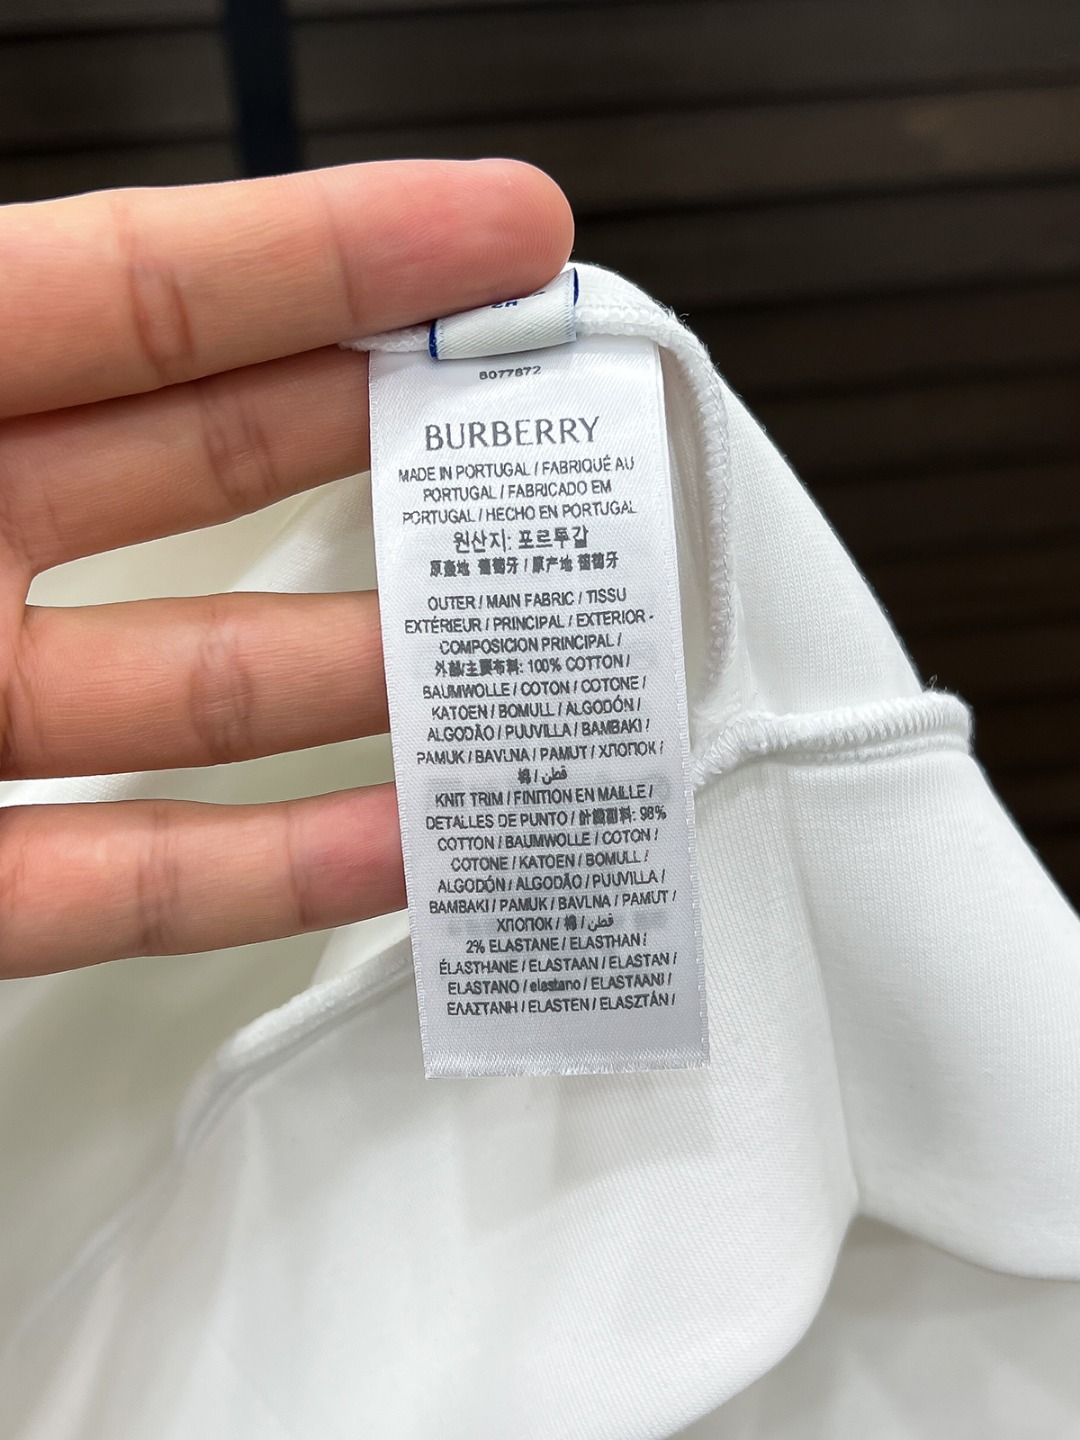 8077872
BURBERRY
MADE IN PORTUGAL / FABRIQUÉ AU
PORTUGAL / FABRICADO EM
PORTUGAL / HECHO EN PORTUGAL
원산지: 포르투갈
原產地 葡萄牙 / 原产地 葡萄牙
OUTER / MAIN FABRIC / TISSU
EXTÉRIEUR / PRINCIPAL / EXTERIOR -
COMPOSICION PRINCIPAL /
外部/主要布料: 100% COTTON /
BAUMWOLLE / COTON / COTONE /
KATOEN / BOMULL / ALGODÓN /
ALGODÃO / PUUVILLA / BAMBAKI /
PAMUK / BAVLNA / PAMUT / ХЛОПОК /
棉 / قطن /
KNIT TRIM / FINITION EN MAILLE /
DETALLES DE PUNTO / 針織面料: 98%
COTTON / BAUMWOLLE / COTON /
COTONE / KATOEN / BOMULL /
ALGODÓN / ALGODÃO / PUUVILLA /
BAMBAKI / PAMUK / BAVLNA / PAMUT /
ХЛОПОК / 棉 / قطن /
2% ELASTANE / ELASTHAN /
ÉLASTHANE / ELASTAAN / ELASTAN /
ELASTANO / elastano / ELASTAANI /
ΕΛΑΣΤΑΝΗ / ELASTEN / ELASZTÁN /